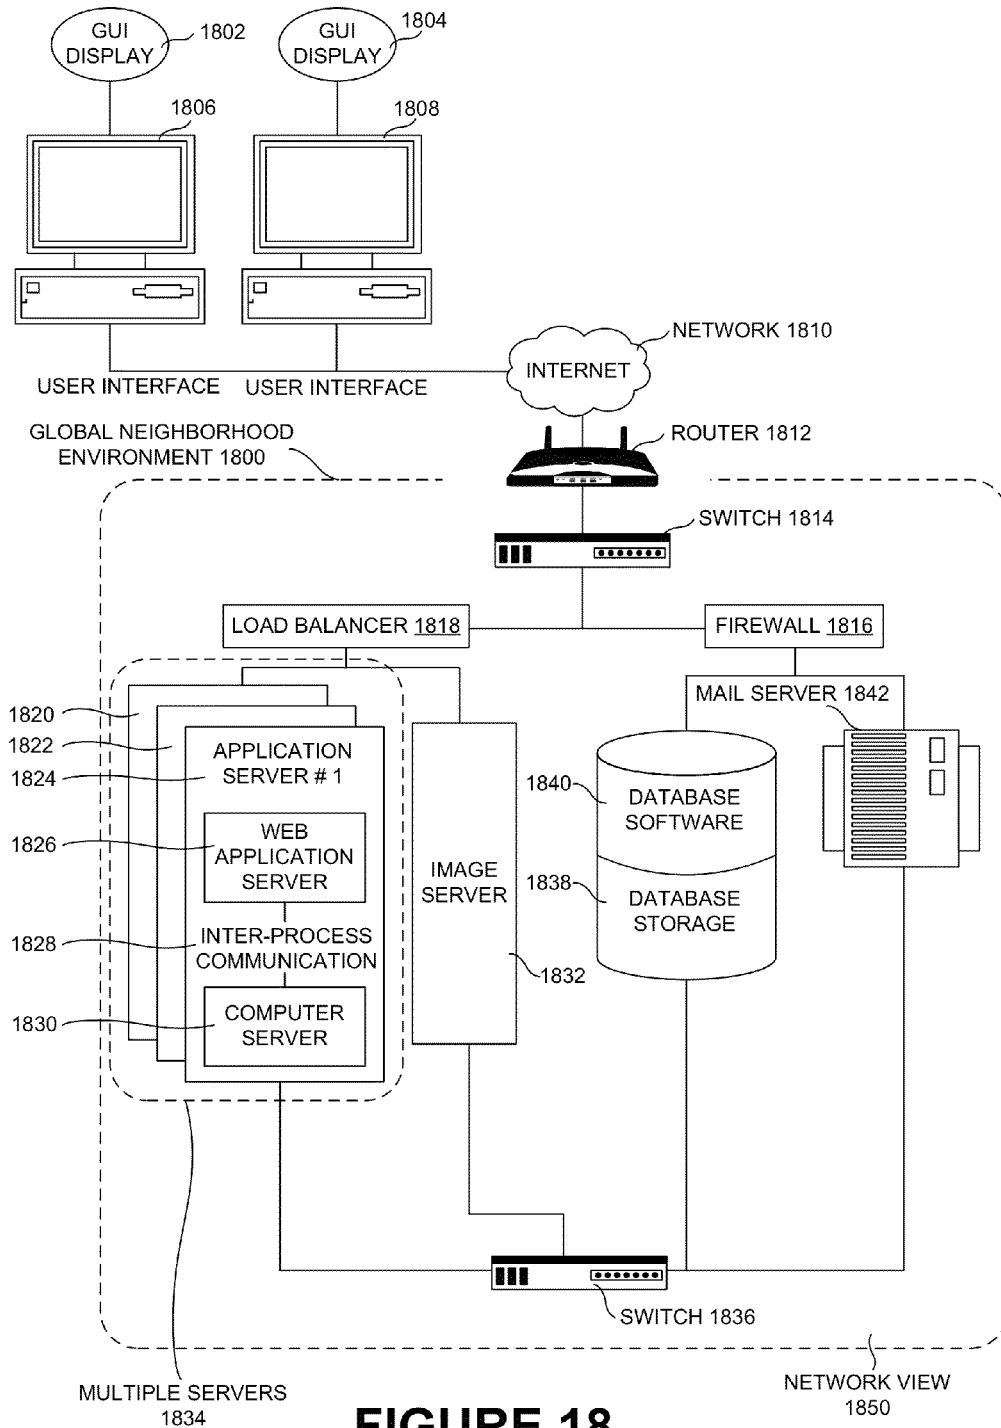 GUI
DISPLAY
1802
GUI
DISPLAY
1804
1806
1808
USER INTERFACE
USER INTERFACE
NETWORK 1810
INTERNET
GLOBAL NEIGHBORHOOD
ENVIRONMENT 1800
ROUTER 1812
SWITCH 1814
LOAD BALANCER 1818
FIREWALL 1816
MAIL SERVER 1842
1820
1822
1824
APPLICATION
SERVER # 1
1826
WEB
APPLICATION
SERVER
1828
INTER-PROCESS
COMMUNICATION
1830
COMPUTER
SERVER
IMAGE
SERVER
1832
1840
DATABASE
SOFTWARE
1838
DATABASE
STORAGE
SWITCH 1836
MULTIPLE SERVERS
1834
NETWORK VIEW
1850
FIGURE 18